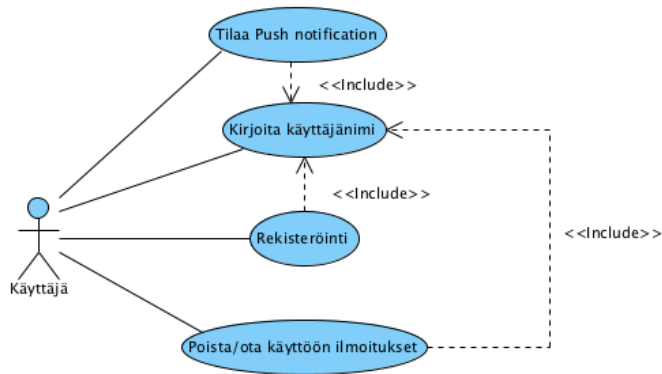 Tilaa Push notification
<<Include>>
Kirjoita käyttäjänimi
<<Include>>
Rekisteröinti
<<Include>>
Käyttäjä
Poista/ota käyttöön ilmoitukset